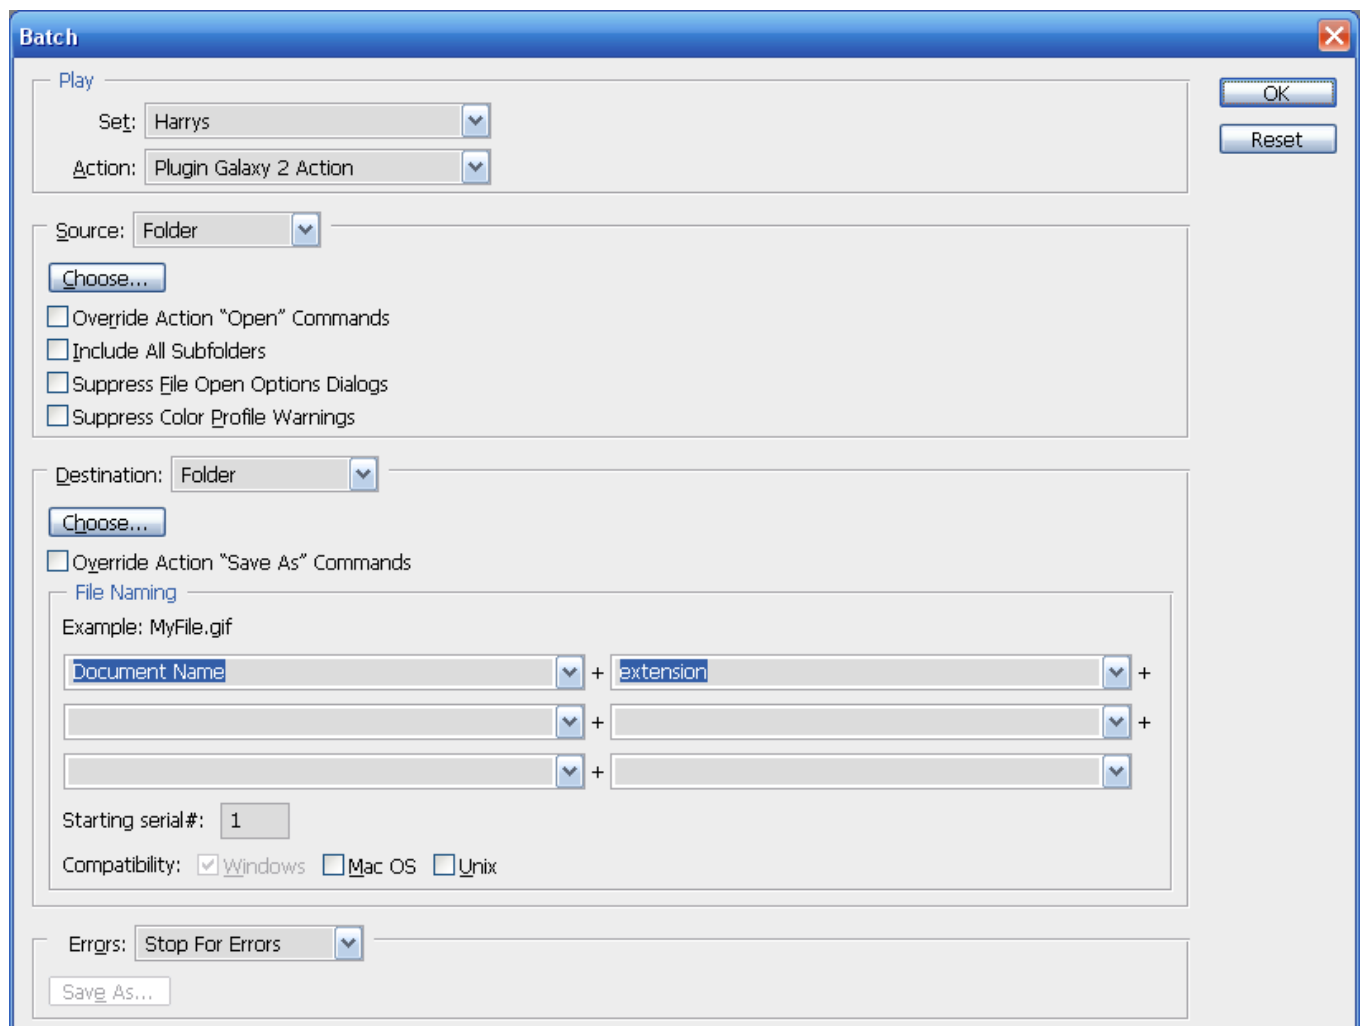 Batch
Play
OK
Set: Harrys
Reset
Action: Plugin Galaxy 2 Action
Source: Folder
Choose...
Override Action “Open” Commands
Include All Subfolders
Suppress File Open Options Dialogs
Suppress Color Profile Warnings
Destination: Folder
Choose...
Override Action “Save As” Commands
File Naming
Example: MyFile.gif
Document Name + extension +
+ +
+
Starting serial#: 1
Compatibility: Windows Mac OS Unix
Errors: Stop For Errors
Save As...